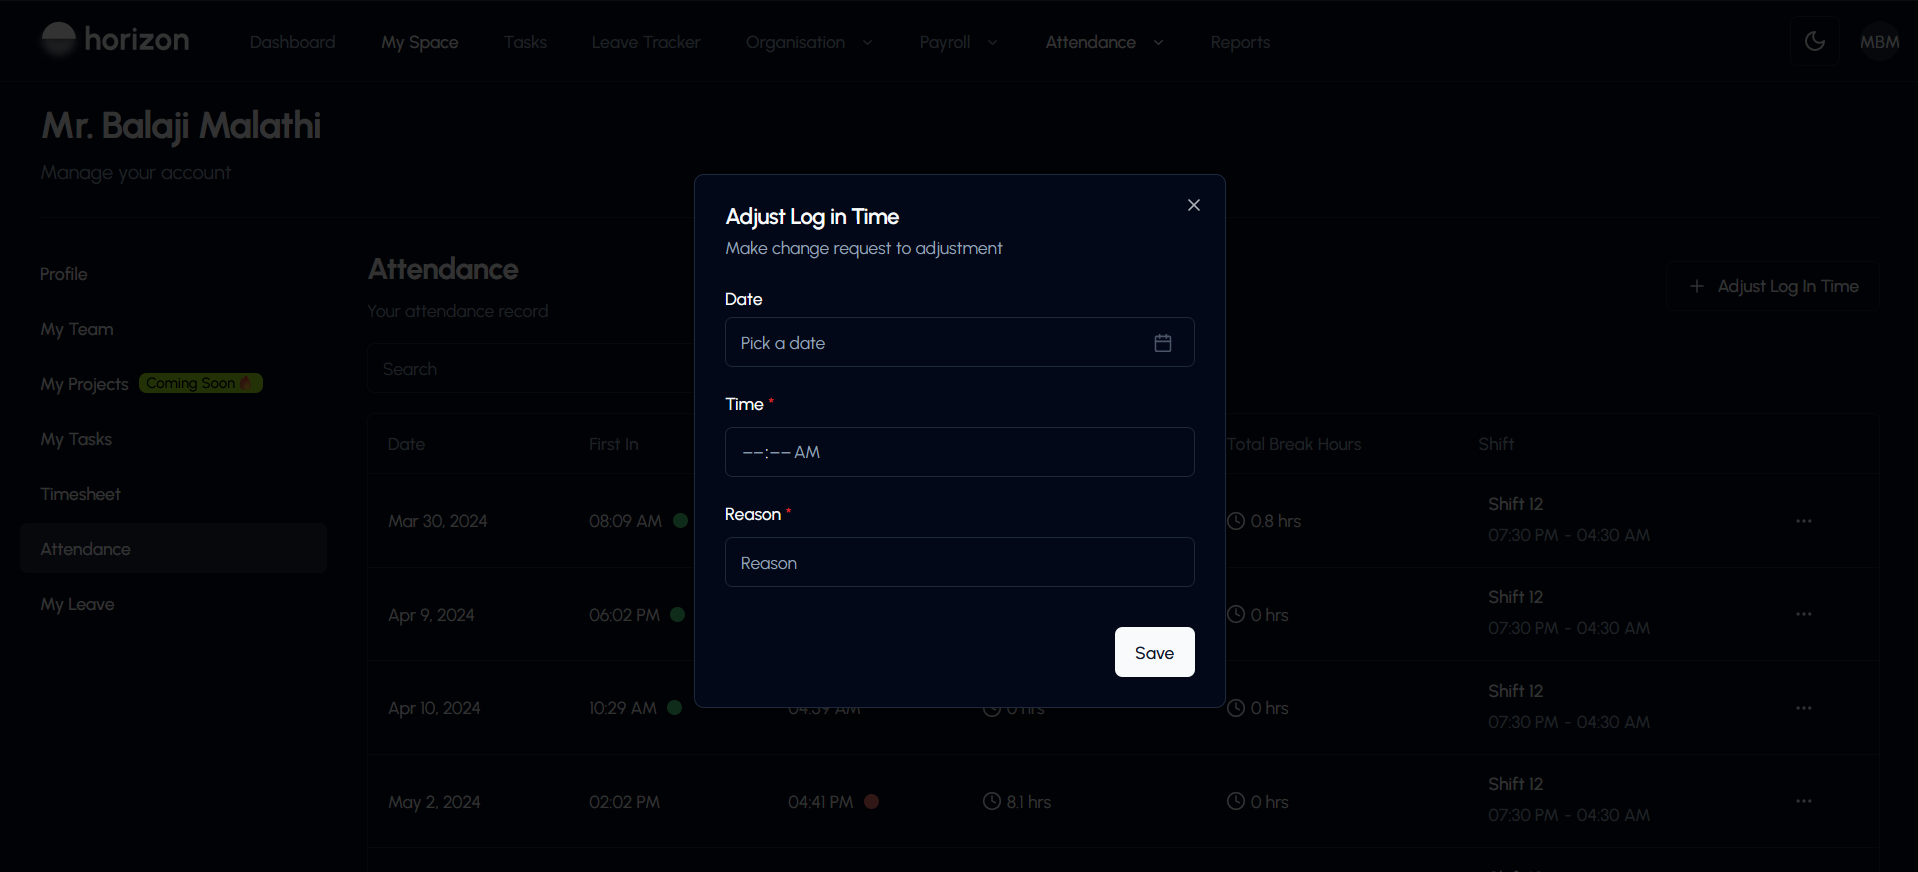 horizon Dashboard My Space Tasks Leave Tracker Organisation Payroll Attendance Reports MBM
Mr. Balaji Malathi
Manage your account
Profile
My Team
My Projects Coming Soon
My Tasks
Timesheet
Attendance
My Leave
Attendance
Your attendance record
+ Adjust Log In Time
Search
Date First In Total Break Hours Shift
Mar 30, 2024 08:09 AM 0.8 hrs Shift 12
07:30 PM - 04:30 AM
Apr 9, 2024 06:02 PM 0 hrs Shift 12
07:30 PM - 04:30 AM
Apr 10, 2024 10:29 AM 04:39 AM 0 hrs 0 hrs Shift 12
07:30 PM - 04:30 AM
May 2, 2024 02:02 PM 04:41 PM 8.1 hrs 0 hrs Shift 12
07:30 PM - 04:30 AM
Adjust Log in Time
Make change request to adjustment
Date
Pick a date
Time *
--:-- AM
Reason *
Reason
Save